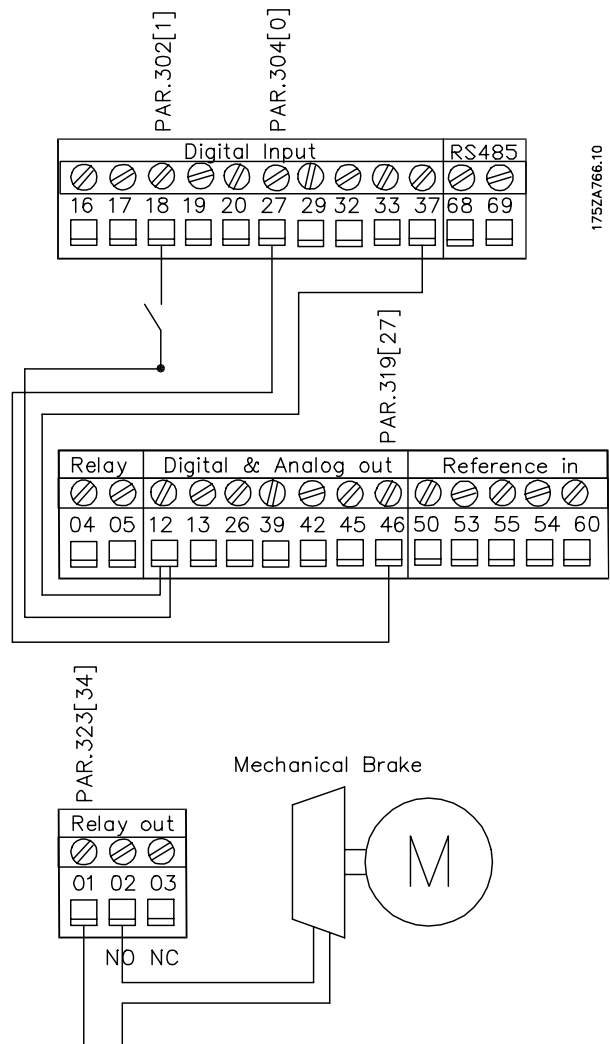 PAR.302[1]
PAR.304[0]
Digital Input RS485
16 17 18 19 20 27 29 32 33 37 68 69
175ZA766.10
PAR.319[27]
Relay Digital & Analog out Reference in
04 05 12 13 26 39 42 45 46 50 53 55 54 60
PAR.323[34]
Mechanical Brake
Relay out
01 02 03
NO NC
M